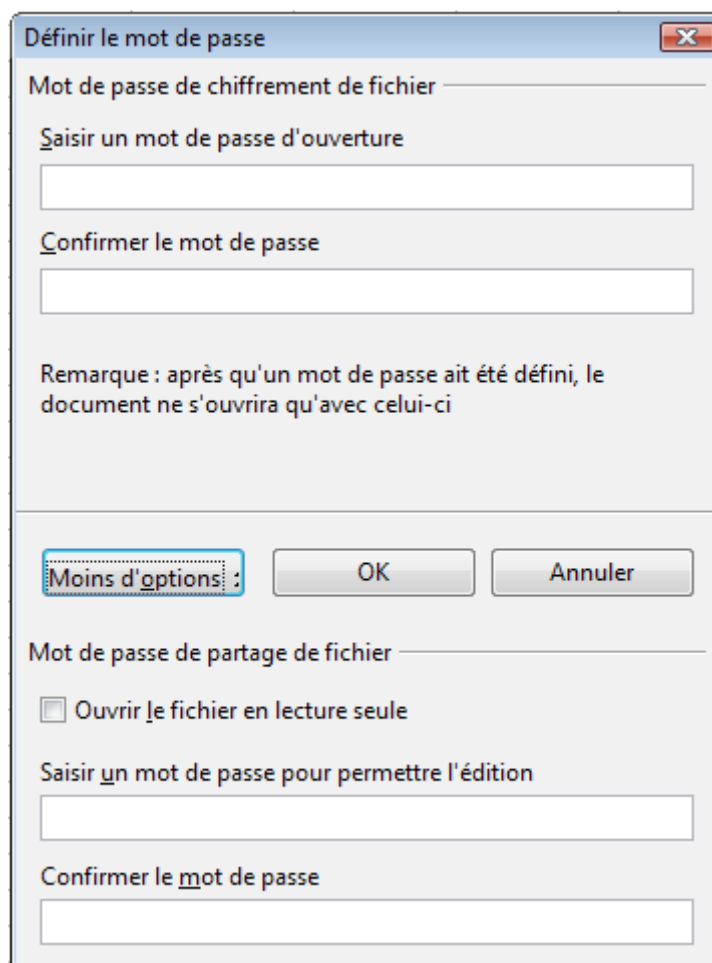 Définir le mot de passe
Mot de passe de chiffrement de fichier
Saisir un mot de passe d'ouverture
Confirmer le mot de passe
Remarque : après qu'un mot de passe ait été défini, le
document ne s'ouvrira qu'avec celui-ci
Moins d'options :
OK
Annuler
Mot de passe de partage de fichier
Ouvrir le fichier en lecture seule
Saisir un mot de passe pour permettre l'édition
Confirmer le mot de passe